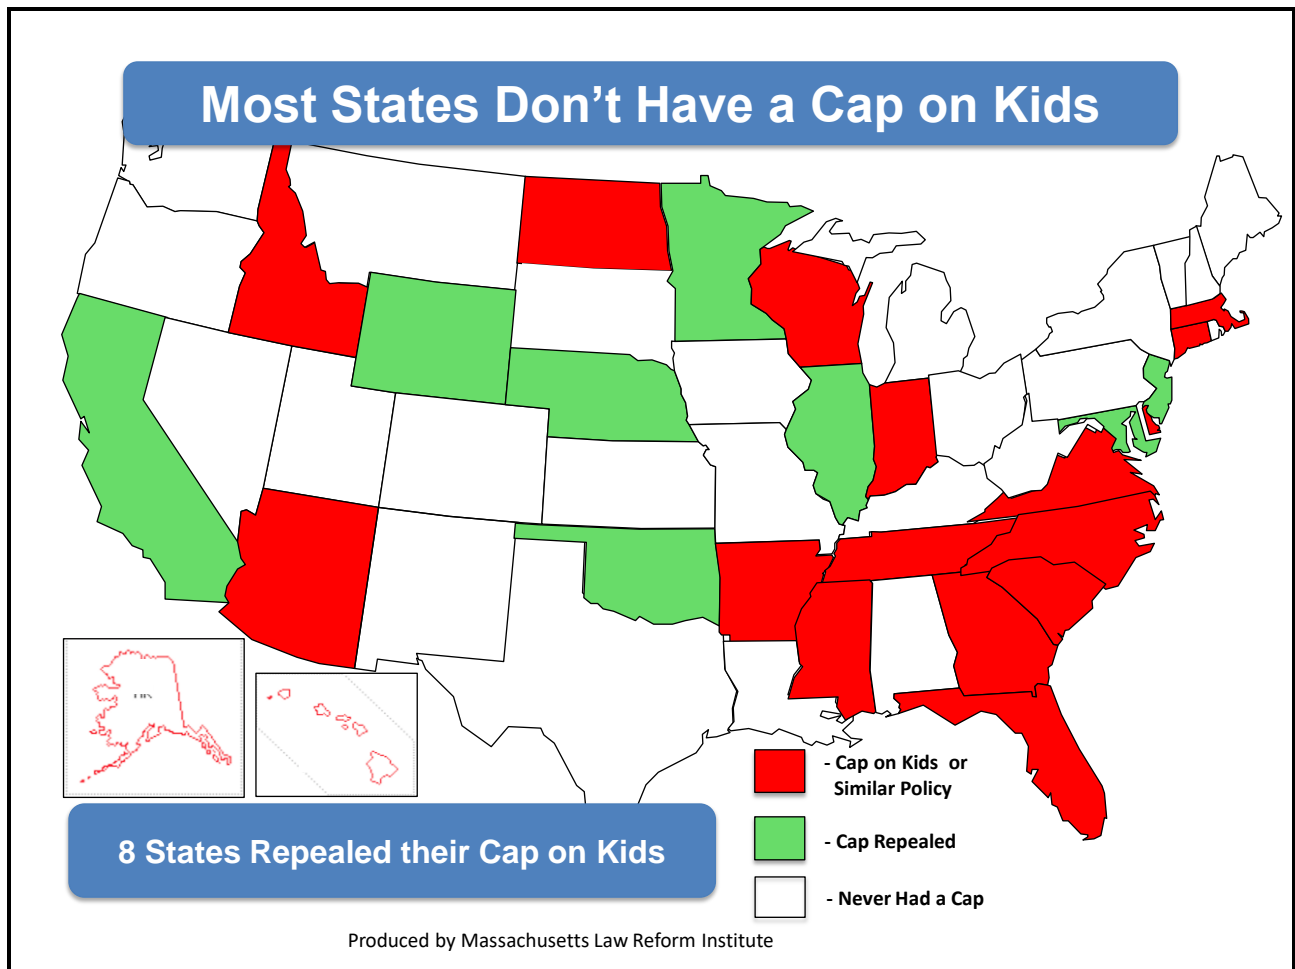 Most States Don’t Have a Cap on Kids
- Cap on Kids or
Similar Policy
- Cap Repealed
8 States Repealed their Cap on Kids
- Never Had a Cap
Produced by Massachusetts Law Reform Institute